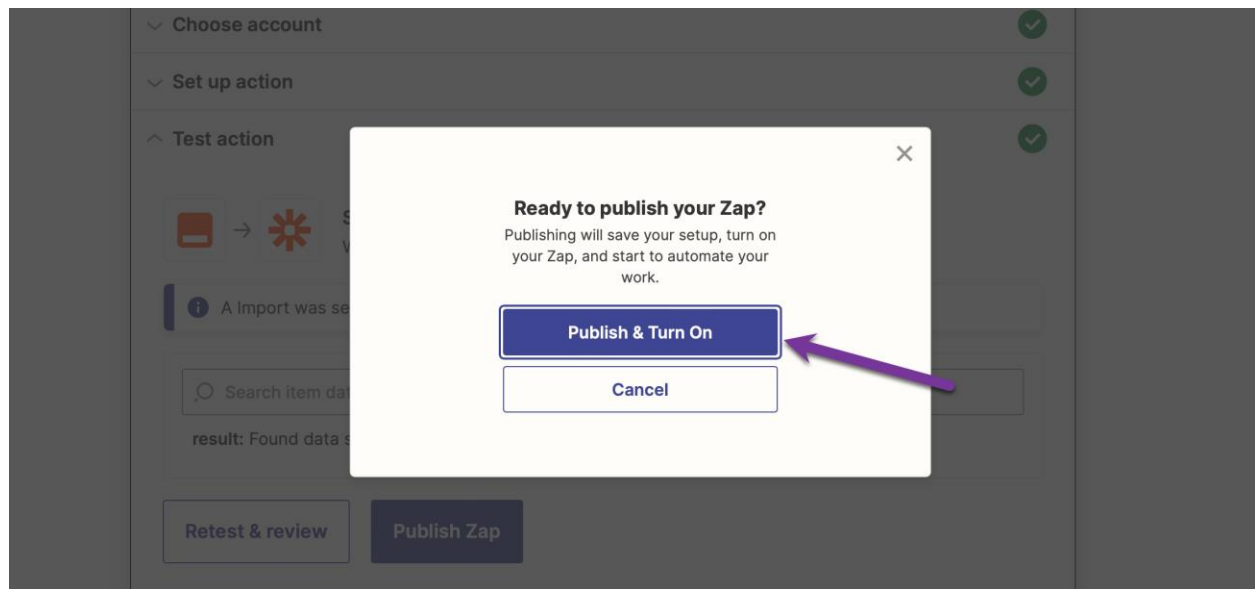 Choose account
Set up action
Test action
Ready to publish your Zap?
Publishing will save your setup, turn on
your Zap, and start to automate your
work.
A Import was se
Publish & Turn On
Cancel
Search item dat
result: Found data s
Retest & review
Publish Zap